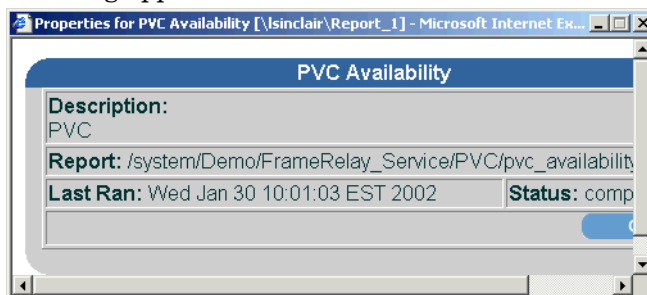 Properties for PVC Availability [\lsinclair\Report_1] - Microsoft Internet Ex...
PVC Availability
Description:
PVC
Report: /system/Demo/FrameRelay_Service/PVC/pvc_availability
Last Ran: Wed Jan 30 10:01:03 EST 2002 Status: comp